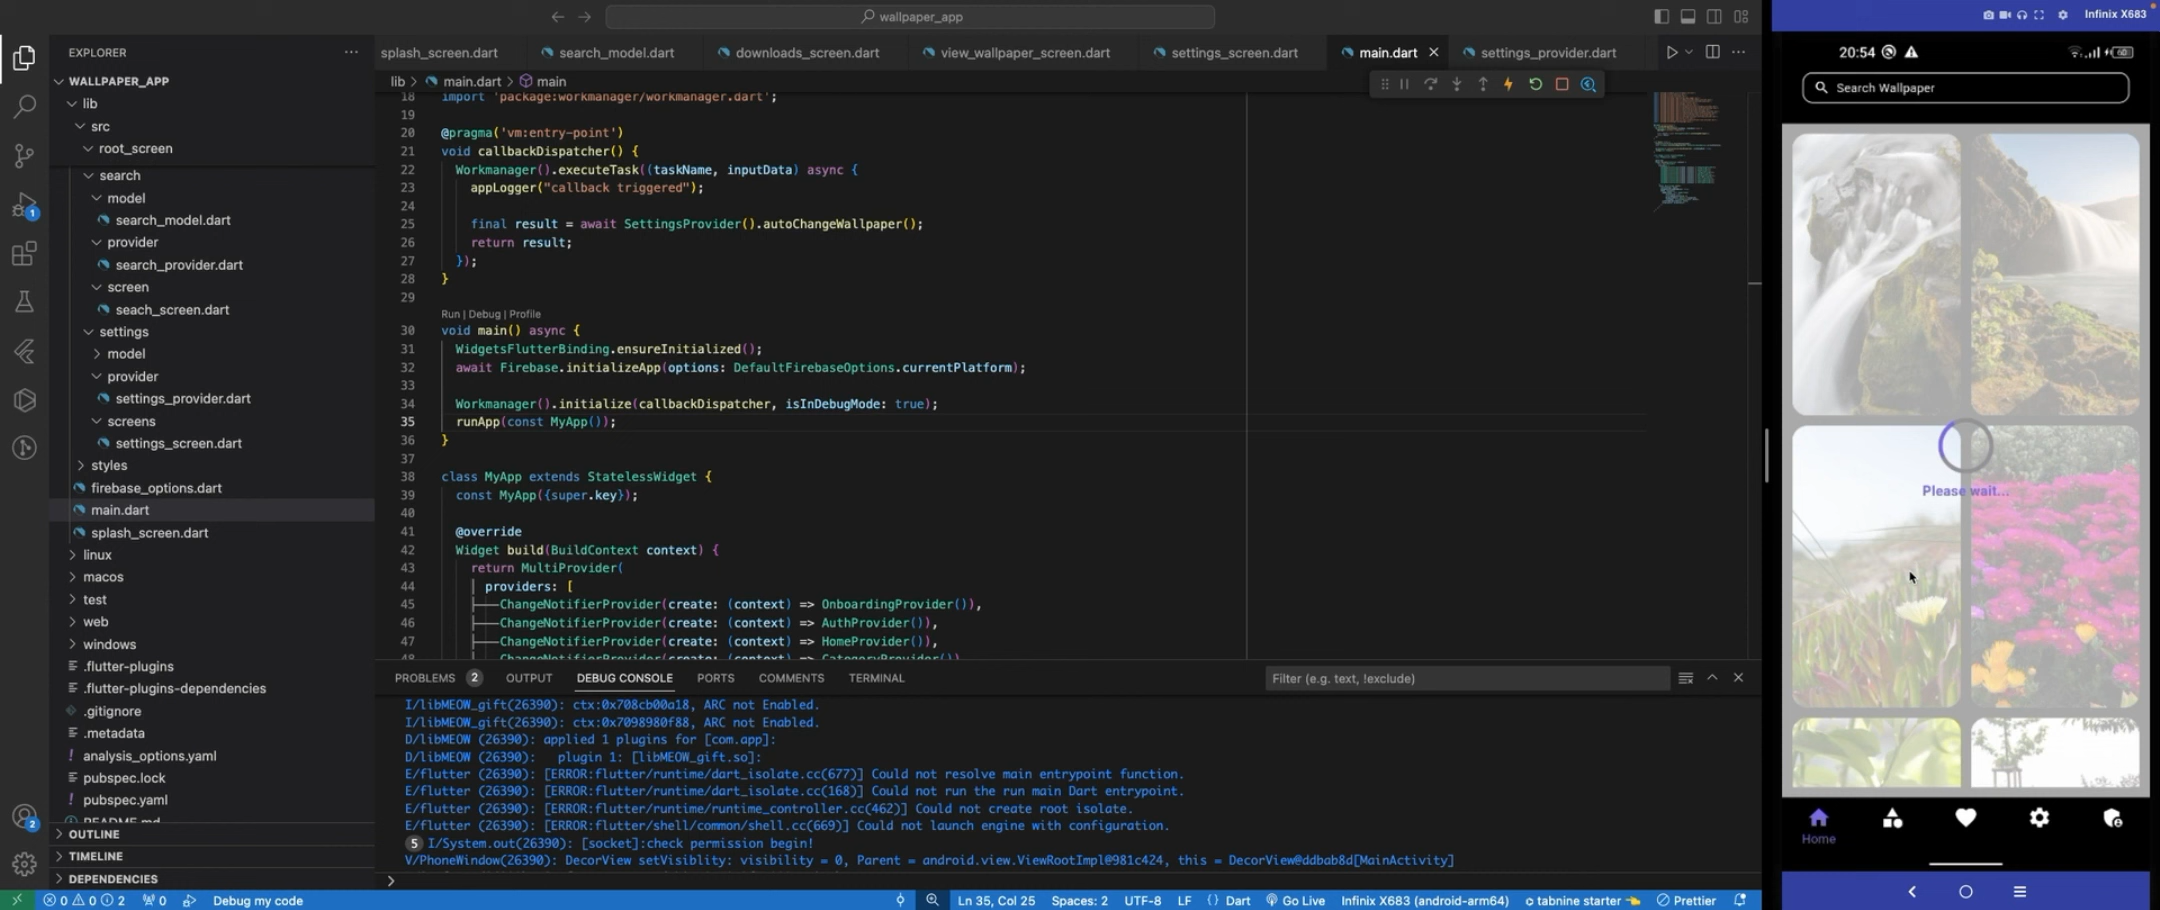 wallpaper_app
Infinix X683
EXPLORER
WALLPAPER_APP
lib
src
root_screen
search
model
search_model.dart
provider
search_provider.dart
screen
seach_screen.dart
settings
model
provider
settings_provider.dart
screens
settings_screen.dart
styles
firebase_options.dart
main.dart
splash_screen.dart
linux
macos
test
web
windows
.flutter-plugins
.flutter-plugins-dependencies
.gitignore
.metadata
analysis_options.yaml
pubspec.lock
pubspec.yaml
README.md
OUTLINE
TIMELINE
DEPENDENCIES
1
2
splash_screen.dart search_model.dart downloads_screen.dart view_wallpaper_screen.dart settings_screen.dart main.dart settings_provider.dart
lib > main.dart > main
18 import 'package:workmanager/workmanager.dart';
19
20 @pragma('vm:entry-point')
21 void callbackDispatcher() {
22 Workmanager().executeTask((taskName, inputData) async {
23 appLogger("callback triggered");
24
25 final result = await SettingsProvider().autoChangeWallpaper();
26 return result;
27 });
28 }
29
Run | Debug | Profile
30 void main() async {
31 WidgetsFlutterBinding.ensureInitialized();
32 await Firebase.initializeApp(options: DefaultFirebaseOptions.currentPlatform);
33
34 Workmanager().initialize(callbackDispatcher, isInDebugMode: true);
35 runApp(const MyApp());
36 }
37
38 class MyApp extends StatelessWidget {
39 const MyApp({super.key});
40
41 @override
42 Widget build(BuildContext context) {
43 return MultiProvider(
44 providers: [
45 ChangeNotifierProvider(create: (context) => OnboardingProvider()),
46 ChangeNotifierProvider(create: (context) => AuthProvider()),
47 ChangeNotifierProvider(create: (context) => HomeProvider()),
48 ChangeNotifierProvider(create: (context) => CategoryProvider())
PROBLEMS 2 OUTPUT DEBUG CONSOLE PORTS COMMENTS TERMINAL Filter (e.g. text, !exclude)
I/libMEOW_gift(26390): ctx:0x708cb00a18, ARC not Enabled.
I/libMEOW_gift(26390): ctx:0x7098980f88, ARC not Enabled.
D/libMEOW (26390): applied 1 plugins for [com.app]:
D/libMEOW (26390): plugin 1: [libMEOW_gift.so]:
E/flutter (26390): [ERROR:flutter/runtime/dart_isolate.cc(677)] Could not resolve main entrypoint function.
E/flutter (26390): [ERROR:flutter/runtime/dart_isolate.cc(168)] Could not run the run main Dart entrypoint.
E/flutter (26390): [ERROR:flutter/runtime/runtime_controller.cc(462)] Could not create root isolate.
E/flutter (26390): [ERROR:flutter/shell/common/shell.cc(669)] Could not launch engine with configuration.
5 I/System.out(26390): [socket]:check permission begin!
V/PhoneWindow(26390): DecorView setVisiblity: visibility = 0, Parent = android.view.ViewRootImpl@981c424, this = DecorView@ddbab8d[MainActivity]
0 0 2 0 Debug my code Ln 35, Col 25 Spaces: 2 UTF-8 LF {} Dart Go Live Infinix X683 (android-arm64) tabnine starter Prettier
20:54
Search Wallpaper
Please wait...
Home